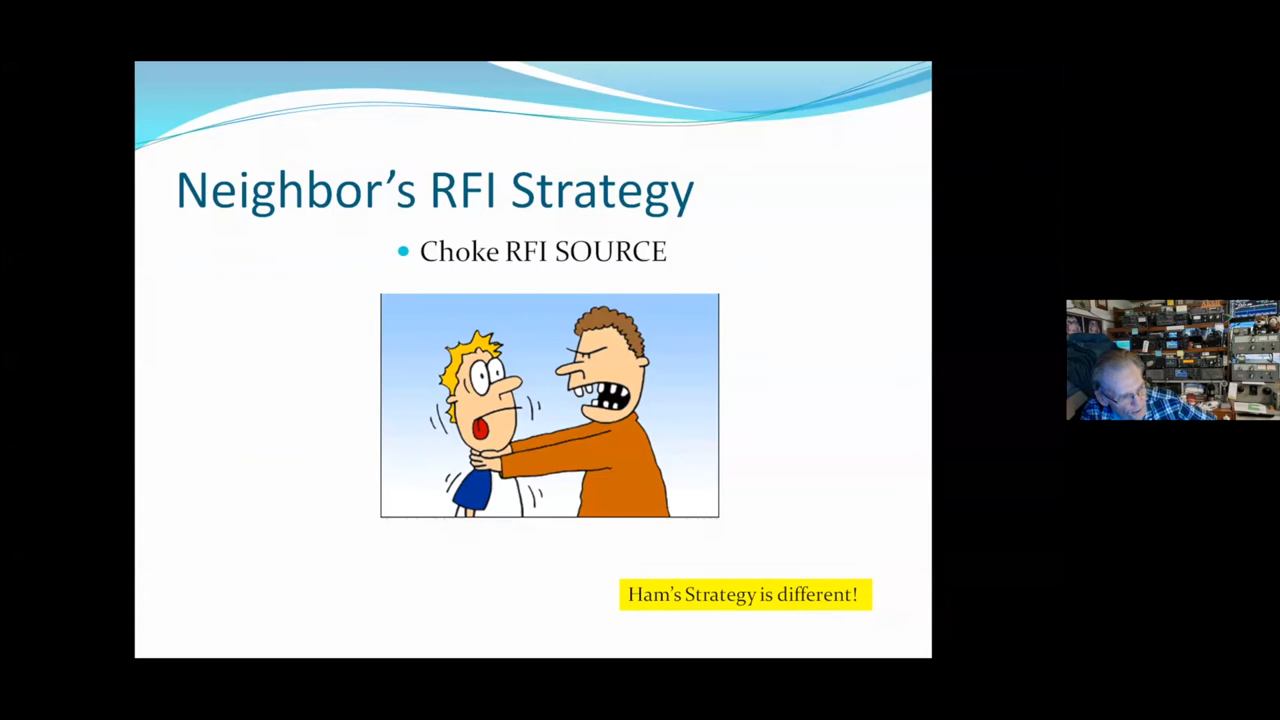 Neighbor's RFI Strategy
Choke RFI SOURCE
Ham's Strategy is different!